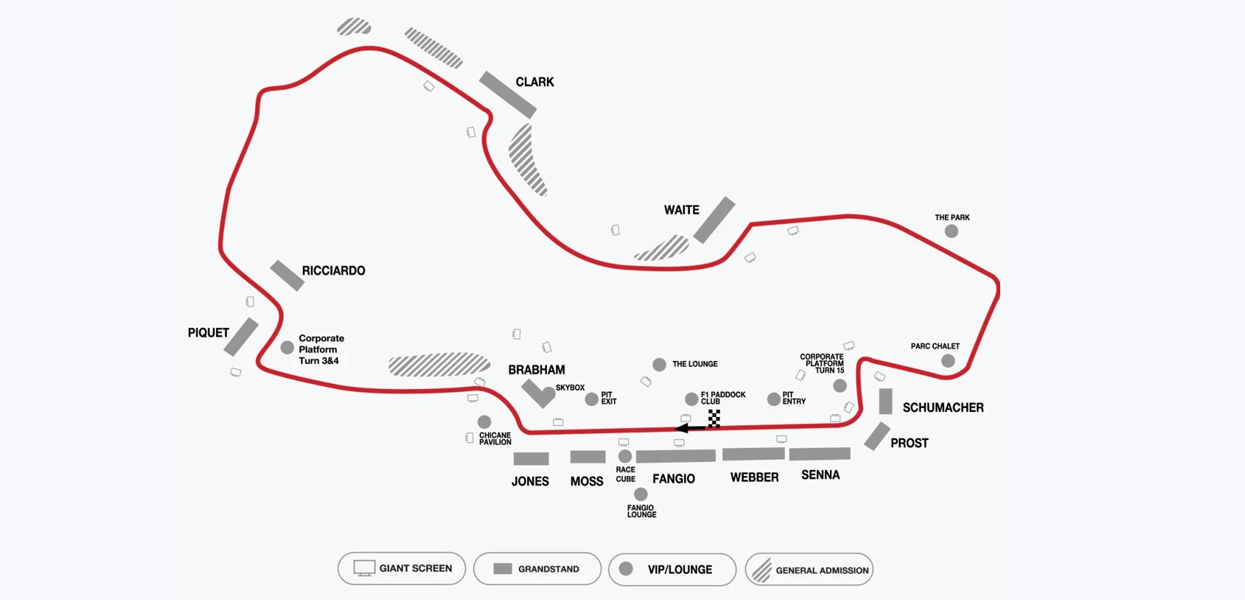 CLARK
WAITE
THE PARK
RICCIARDO
PIQUET
Corporate
Platform
Turn 3&4
BRABHAM
SKYBOX
PIT
EXIT
THE LOUNGE
F1 PADDOCK
CLUB
PIT
ENTRY
CORPORATE
PLATFORM
TURN 15
PARC CHALET
SCHUMACHER
PROST
CHICANE
PAVILION
JONES
MOSS
RACE
CUBE
FANGIO
WEBBER
SENNA
FANGIO
LOUNGE
GIANT SCREEN
GRANDSTAND
VIP/LOUNGE
GENERAL ADMISSION